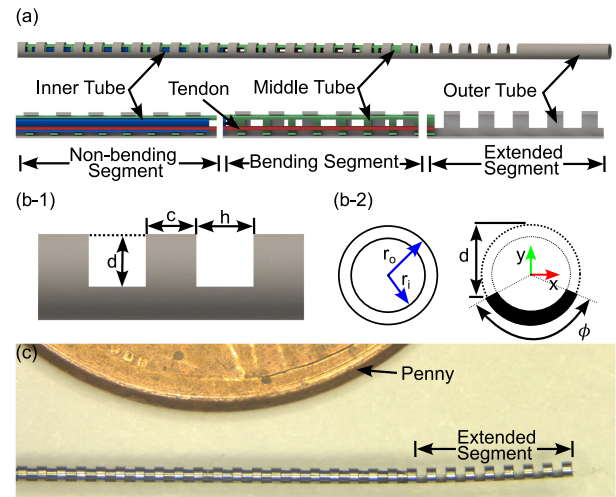 (a)
Inner Tube
Tendon
Middle Tube
Outer Tube
Non-bending
Segment
Bending Segment
Extended
Segment
(b-1)
c
h
d
(b-2)
r_o
r_i
d
y
x
ϕ
(c)
Penny
Extended
Segment